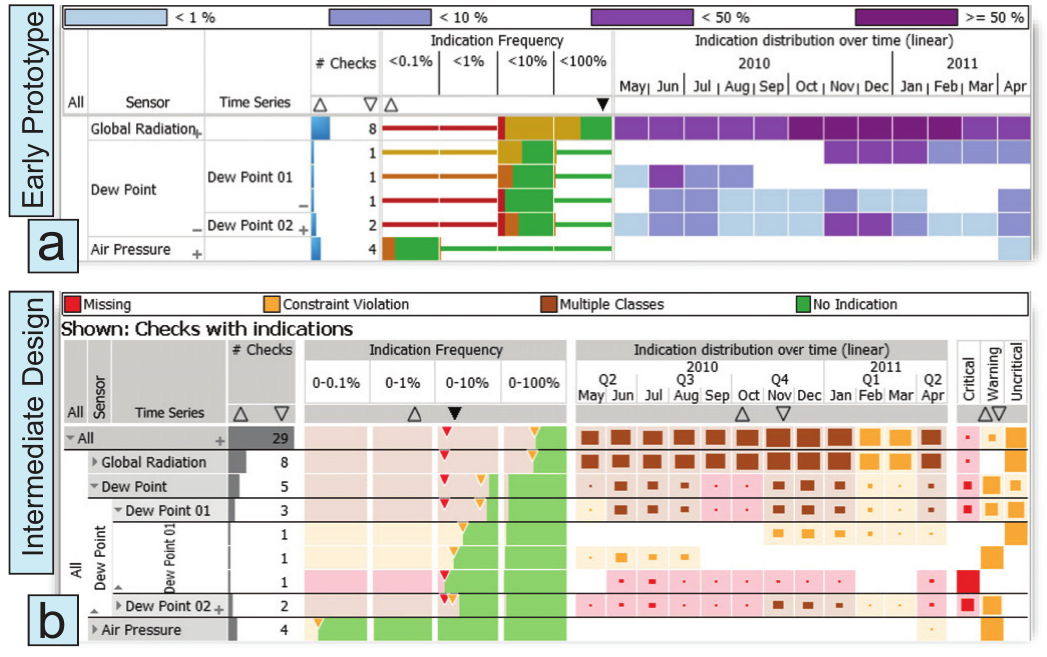 Early Prototype
a
< 1 % < 10 % < 50 % >= 50 %
Indication Frequency Indication distribution over time (linear)
# Checks <0.1% <1% <10% <100% 2010 2011
May Jun Jul Aug Sep Oct Nov Dec Jan Feb Mar Apr
All Sensor Time Series △ ▽ △ ▼
Global Radiation + 8
1
Dew Point Dew Point 01 1
− 1
− Dew Point 02 + 2
Air Pressure + 4
Intermediate Design
b
Missing Constraint Violation Multiple Classes No Indication
Shown: Checks with indications
# Checks Indication Frequency Indication distribution over time (linear)
2010 2011
0-0.1% 0-1% 0-10% 0-100% Q2 Q3 Q4 Q1 Q2
May Jun Jul Aug Sep Oct Nov Dec Jan Feb Mar Apr
Critical Warning Uncritical
All Sensor Time Series △ ▽ △ ▼ △ ▽ △▽
All + 29
Global Radiation 8
Dew Point 5
Dew Point 01 3
All Dew Point Dew Point 01 1
1
1
Dew Point 02 + 2
Air Pressure 4